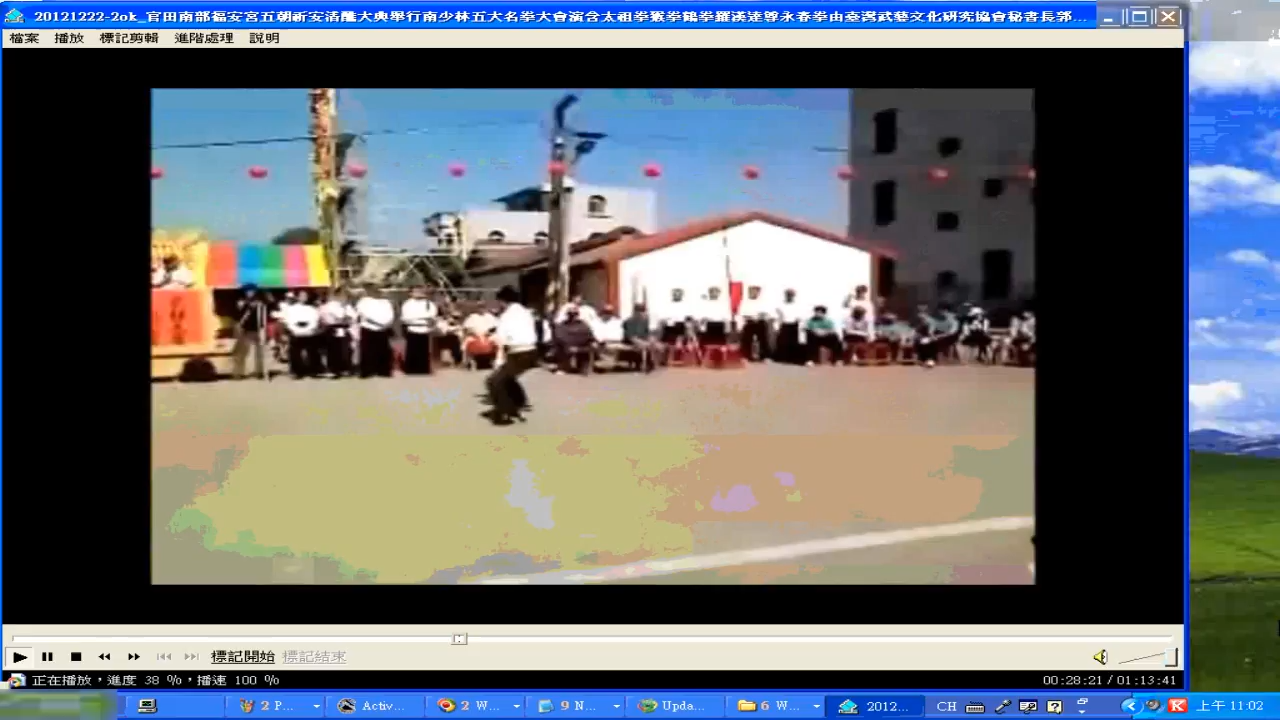 20121222-2ok_官田南部福安宮五朝祈安清醮大典舉行南少林五大名拳大會演含太祖拳猴拳鶴拳羅漢達尊永春拳由臺灣武藝文化研究協會秘書長郭...
檔案 播放 標記剪輯 進階處理 說明
標記開始 標記結束
正在播放，進度 38 %，播速 100 %
00:28:21 / 01:13:41
2 P...
Activ...
2 W...
9 N...
Upda...
6 W...
2012...
CH
上午 11:02